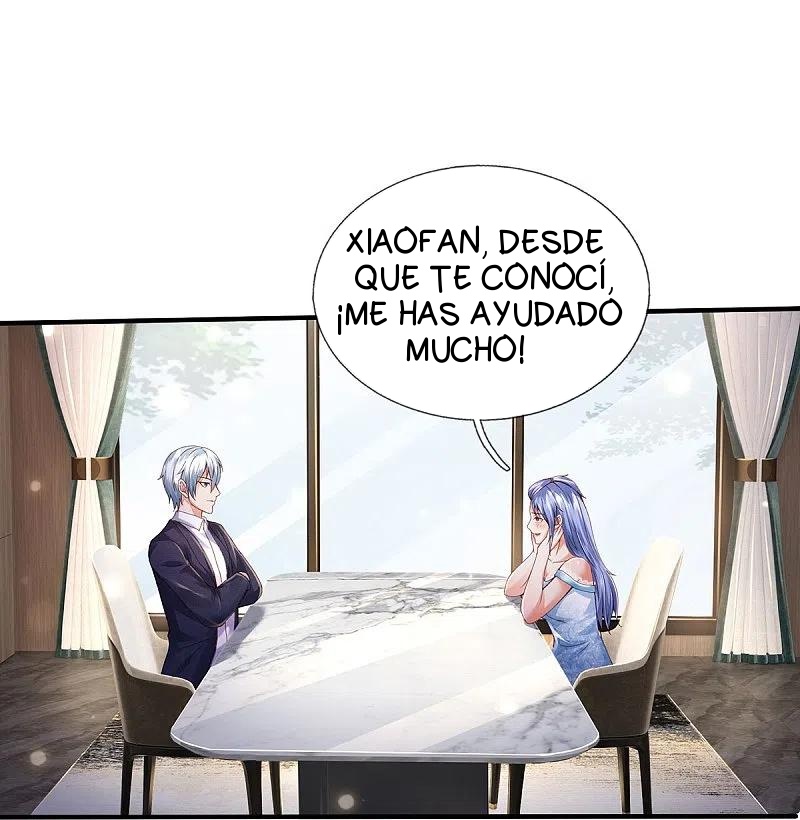 XIAOFAN, DESDE
QUE TE CONOCÍ,
¡ME HAS AYUDADO
MUCHO!